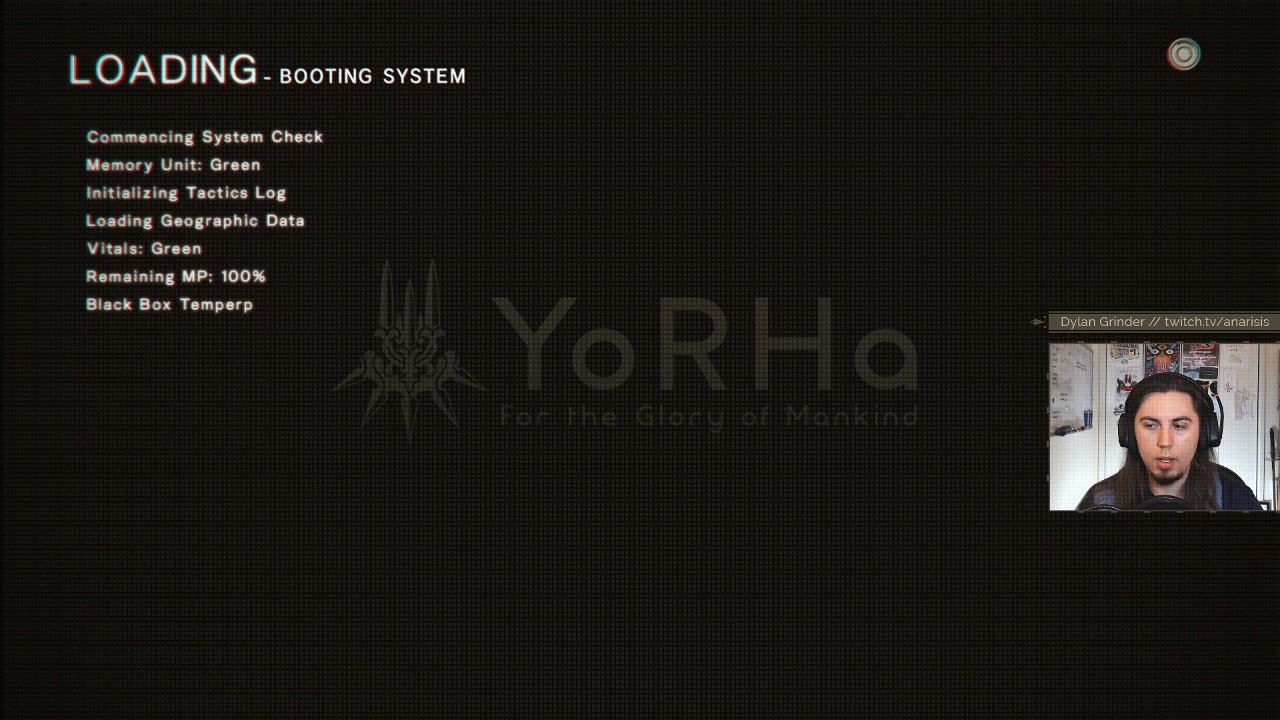 LOADING - BOOTING SYSTEM
Commencing System Check
Memory Unit: Green
Initializing Tactics Log
Loading Geographic Data
Vitals: Green
Remaining MP: 100%
Black Box Temperp
YoRHa
For the Glory of Mankind
Dylan Grinder // twitch.tv/anarisis